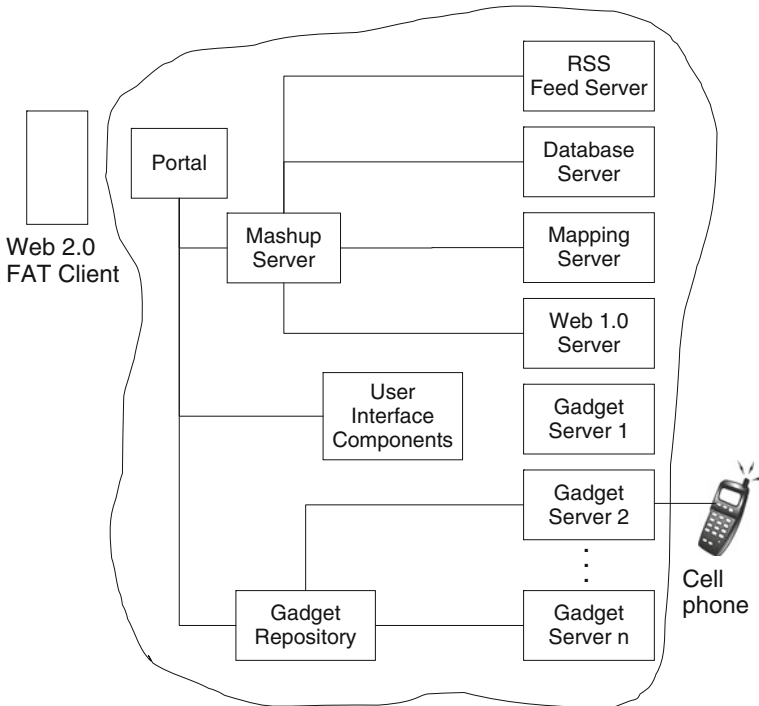 RSS
Feed Server
Portal
Database
Server
Web 2.0
FAT Client
Mashup
Server
Mapping
Server
Web 1.0
Server
User
Interface
Components
Gadget
Server 1
Gadget
Server 2
Cell
phone
Gadget
Repository
Gadget
Server n